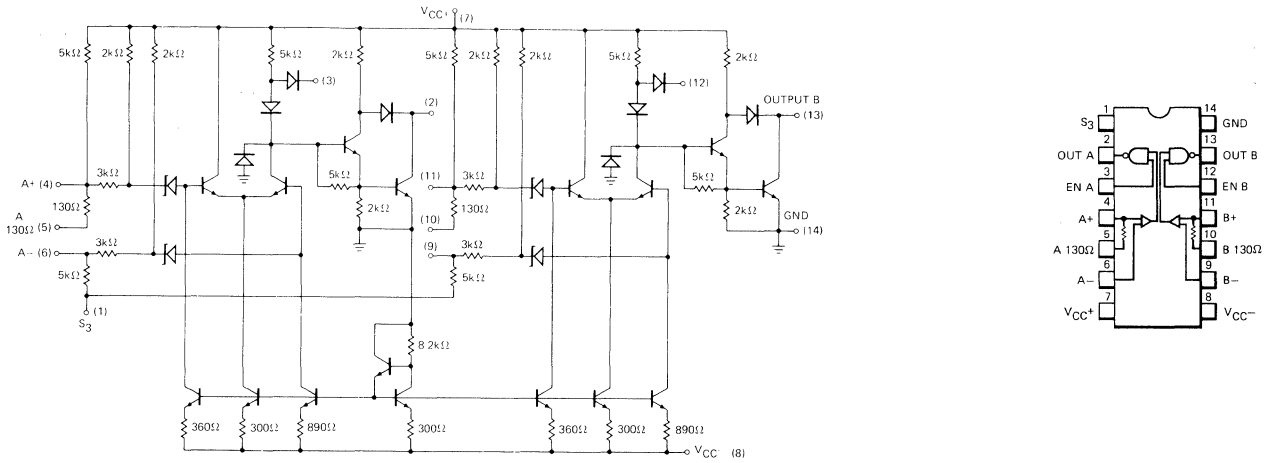 V CC+ (7)
5kΩ 2kΩ 2kΩ 5kΩ 2kΩ 5kΩ 2kΩ 2kΩ 5kΩ 2kΩ
(3) (12)
(2) OUTPUT B
(13)
A+ (4) 3kΩ 5kΩ (11) 3kΩ 5kΩ
130Ω 2kΩ 130Ω 2kΩ
A
130Ω (5) (10) GND
(14)
A− (6) 3kΩ (9) 3kΩ
5kΩ 5kΩ
(1)
S3
8.2kΩ
360Ω 300Ω 890Ω 300Ω 360Ω 300Ω 890Ω
VCC− (8)
1 14
S3 GND
2 13
OUT A OUT B
3 12
EN A EN B
4 11
A+ B+
5 10
A 130Ω B 130Ω
6 9
A− B−
7 8
VCC+ VCC−